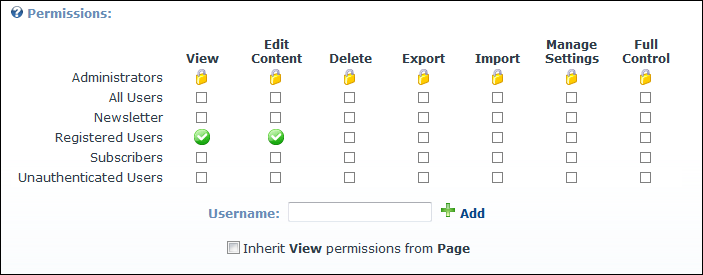 Permissions:
View Edit Content Delete Export Import Manage Settings Full Control
Administrators
All Users
Newsletter
Registered Users
Subscribers
Unauthenticated Users
Username: Add
Inherit View permissions from Page